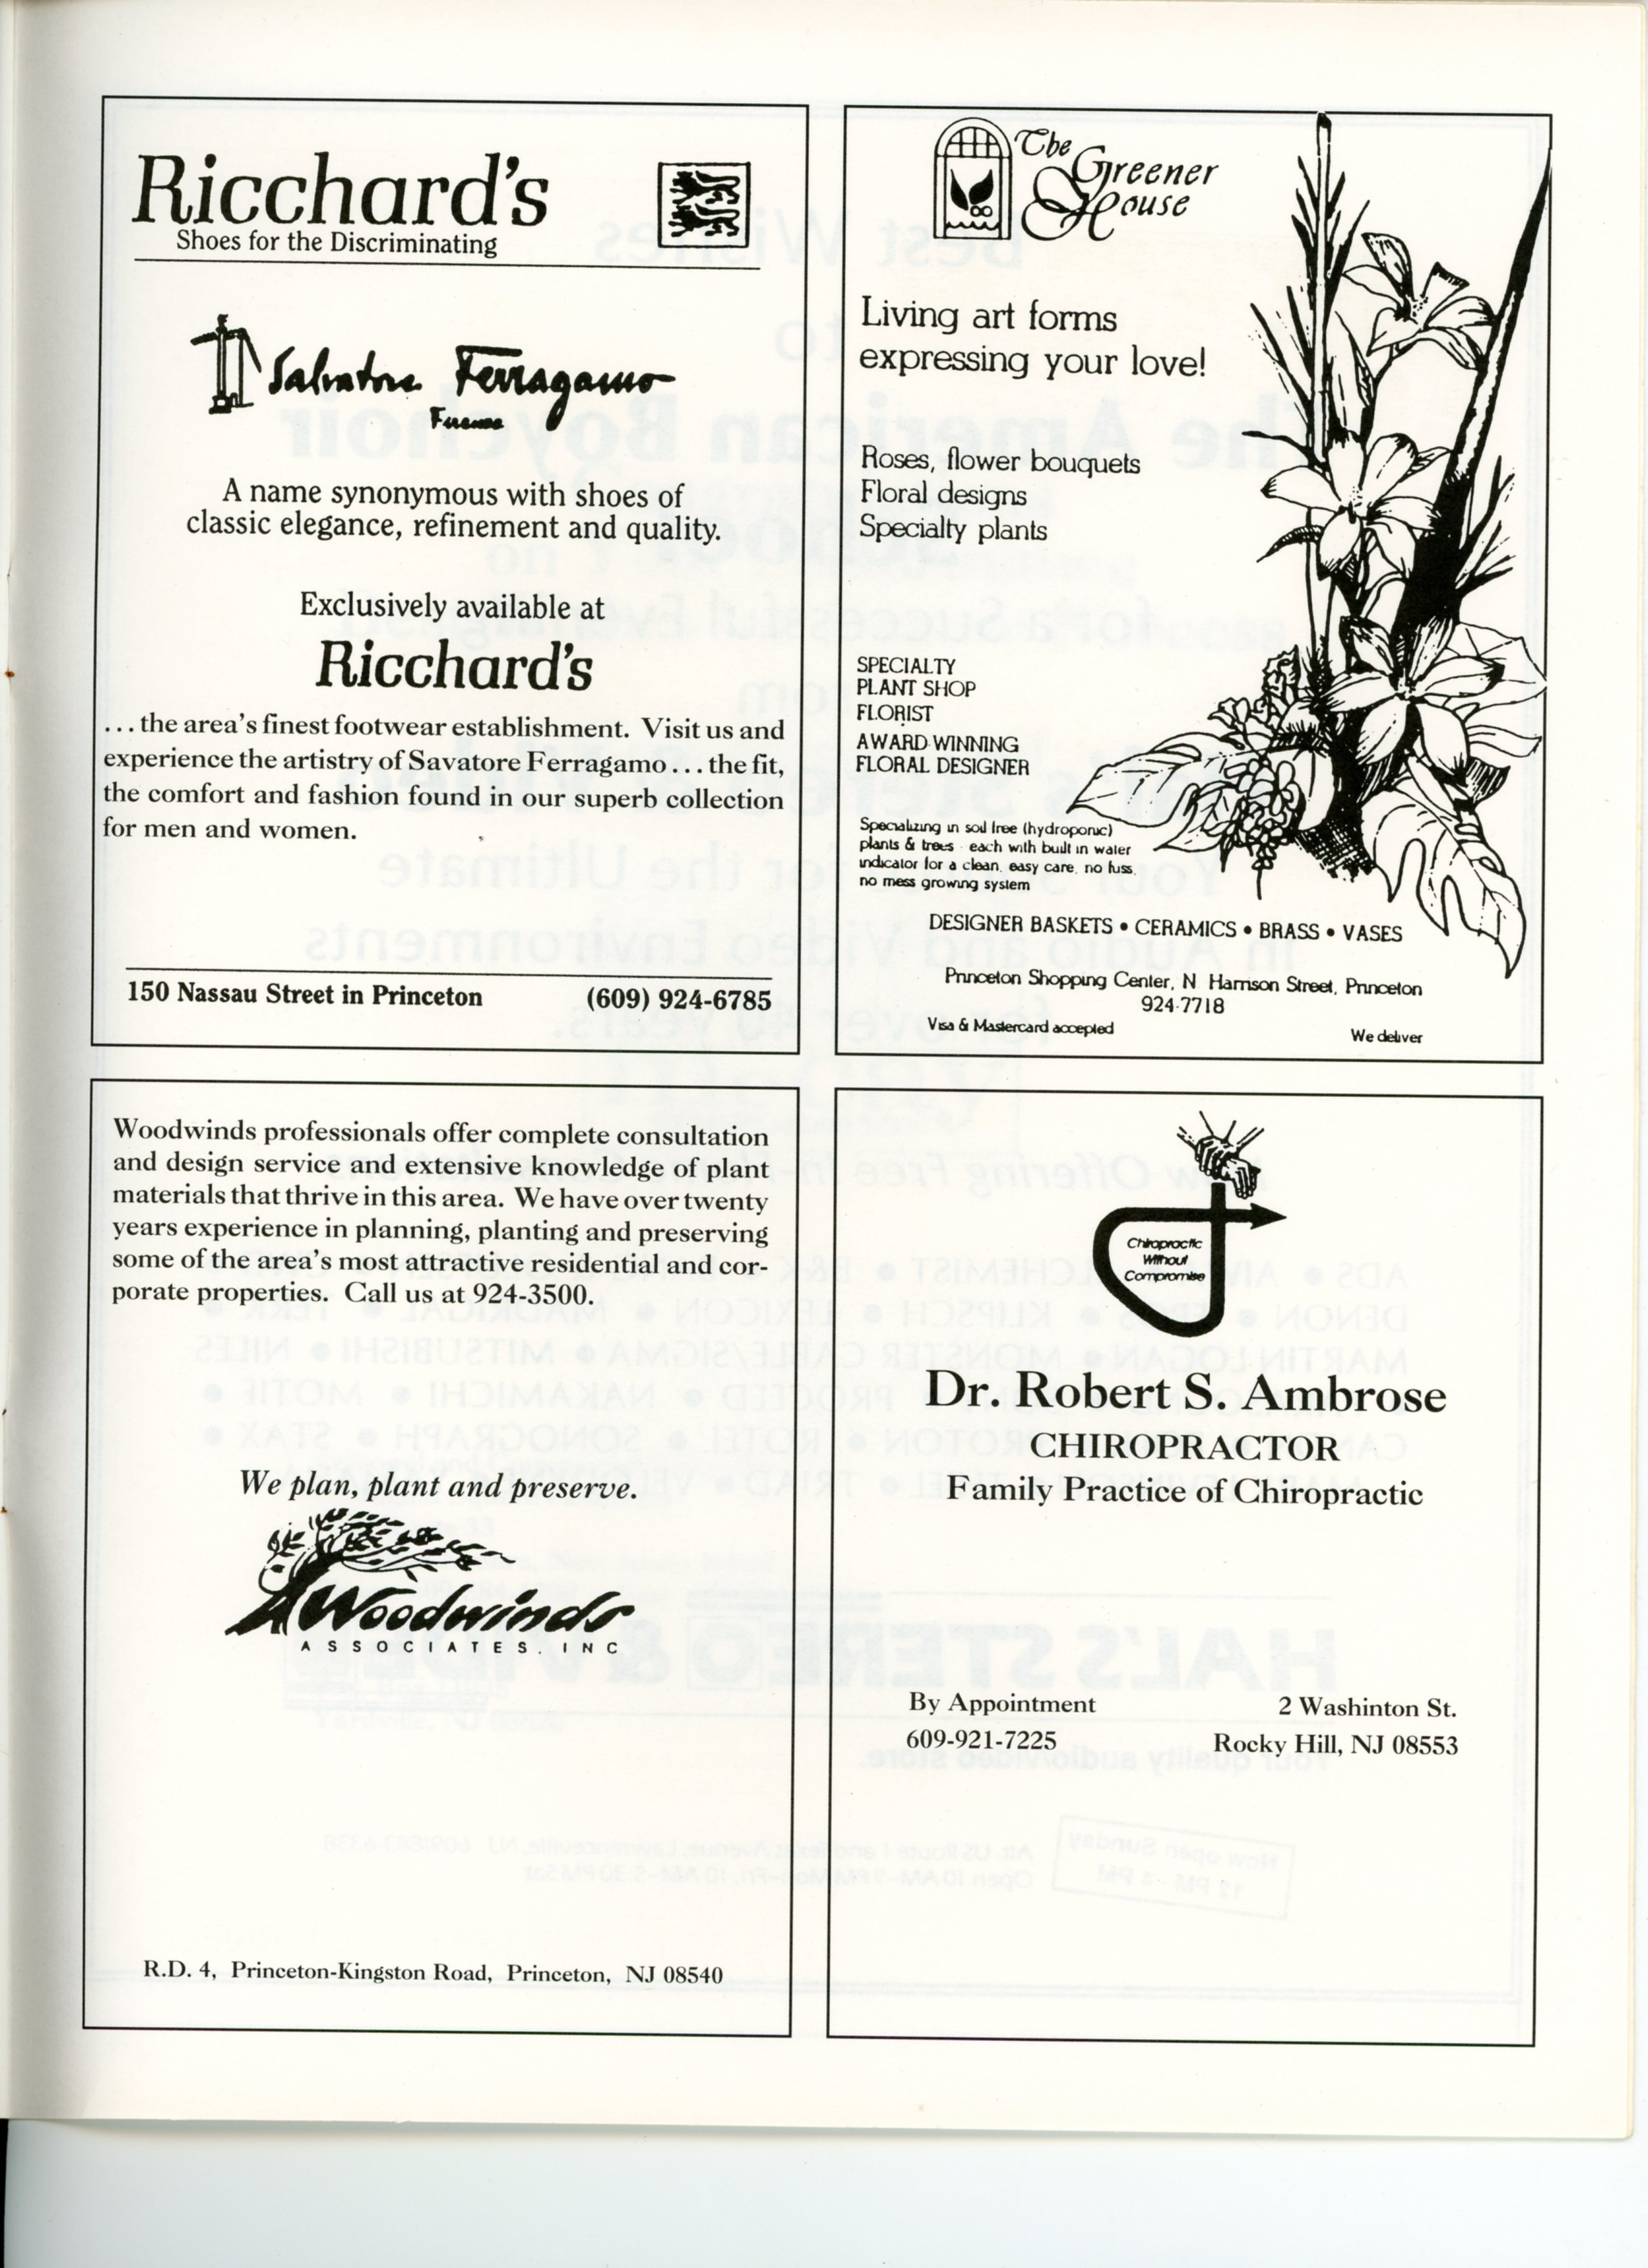 Ricchard's
Shoes for the Discriminating
Salvatore Ferragamo
Firenze
A name synonymous with shoes of
classic elegance, refinement and quality.
Exclusively available at
Ricchard's
...the area's finest footwear establishment. Visit us and
experience the artistry of Savatore Ferragamo...the fit,
the comfort and fashion found in our superb collection
for men and women.
150 Nassau Street in Princeton (609) 924-6785
The Greener House
Living art forms
expressing your love!
Roses, flower bouquets
Floral designs
Specialty plants
SPECIALTY
PLANT SHOP
FLORIST
AWARD WINNING
FLORAL DESIGNER
Specializing in soil free (hydroponic)
plants & trees each with built in water
indicator for a clean, easy care, no fuss,
no mess growing system
DESIGNER BASKETS • CERAMICS • BRASS • VASES
Princeton Shopping Center, N Harrison Street, Princeton
924-7718
Visa & Mastercard accepted We deliver
Woodwinds professionals offer complete consultation
and design service and extensive knowledge of plant
materials that thrive in this area. We have over twenty
years experience in planning, planting and preserving
some of the area's most attractive residential and cor-
porate properties. Call us at 924-3500.
We plan, plant and preserve.
Woodwinds
ASSOCIATES, INC
R.D. 4, Princeton-Kingston Road, Princeton, NJ 08540
Chiropractic
Without
Compromise
Dr. Robert S. Ambrose
CHIROPRACTOR
Family Practice of Chiropractic
By Appointment 2 Washinton St.
609-921-7225 Rocky Hill, NJ 08553